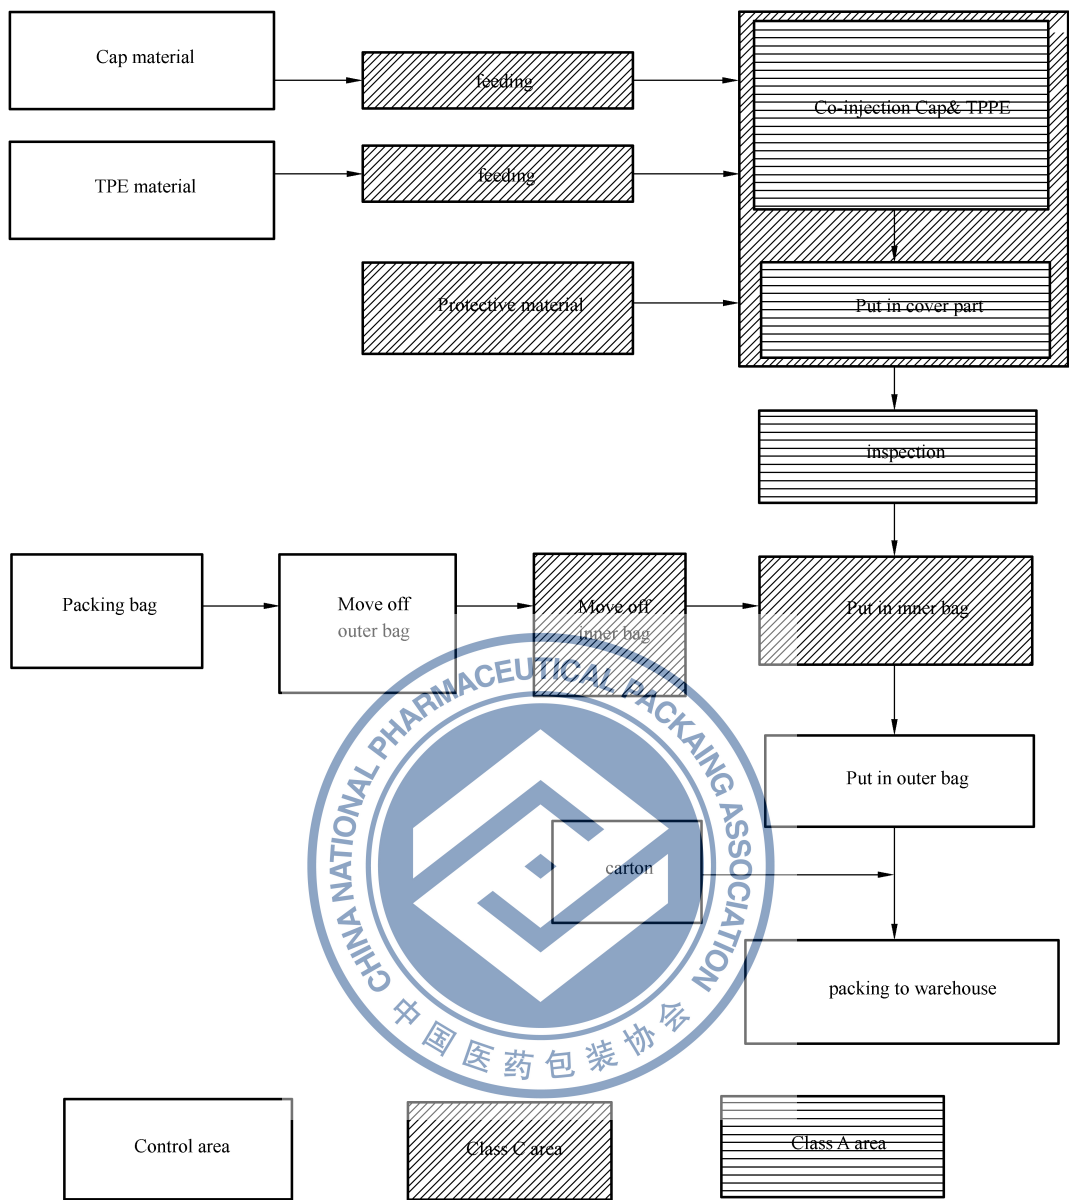 Cap material
feeding
Co-injection Cap& TPPE
TPE material
feeding
Protective material
Put in cover part
inspection
Packing bag
Move off
outer bag
Move off
inner bag
Put in inner bag
Put in outer bag
carton
packing to warehouse
CHINA NATIONAL PHARMACEUTICAL PACKAING ASSOCIATION
中国医药包装协会
Control area
Class C area
Class A area